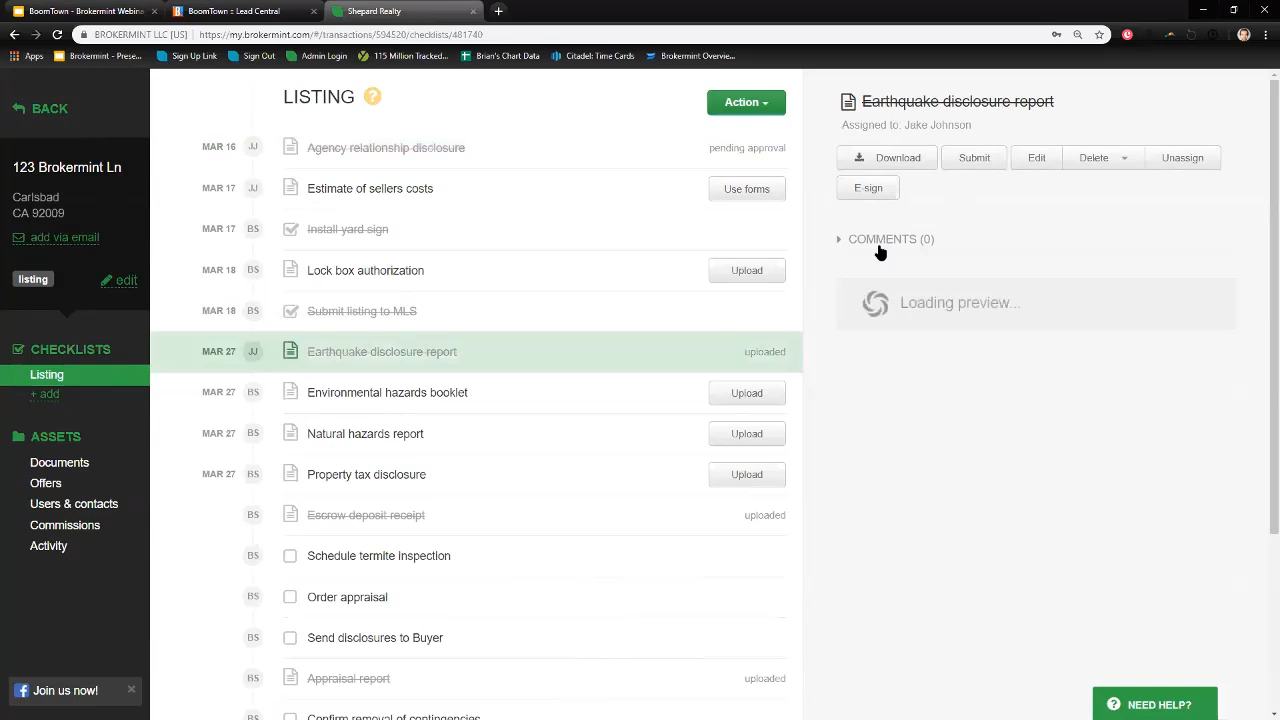 BoomTown - Brokermint Webina
BoomTown :: Lead Central
Shepard Realty
BROKERMINT LLC [US]
https://my.brokermint.com/#/transactions/594520/checklists/481740
Apps
Brokermint - Prese...
Sign Up Link
Sign Out
Admin Login
115 Million Tracked...
Brian's Chart Data
Citadel: Time Cards
Brokermint Overvie...
BACK
123 Brokermint Ln
Carlsbad
CA 92009
add via email
listing
edit
CHECKLISTS
Listing
+ add
ASSETS
Documents
Offers
Users & contacts
Commissions
Activity
Join us now!
LISTING
Action
MAR 16 JJ Agency relationship disclosure pending approval
MAR 17 JJ Estimate of sellers costs Use forms
MAR 17 BS Install yard sign
MAR 18 BS Lock box authorization Upload
MAR 18 BS Submit listing to MLS
MAR 27 JJ Earthquake disclosure report uploaded
MAR 27 BS Environmental hazards booklet Upload
MAR 27 BS Natural hazards report Upload
MAR 27 BS Property tax disclosure Upload
BS Escrow deposit receipt uploaded
BS Schedule termite inspection
BS Order appraisal
BS Send disclosures to Buyer
BS Appraisal report uploaded
BS Confirm removal of contingencies
Earthquake disclosure report
Assigned to: Jake Johnson
Download Submit Edit Delete Unassign
E-sign
COMMENTS (0)
Loading preview...
NEED HELP?